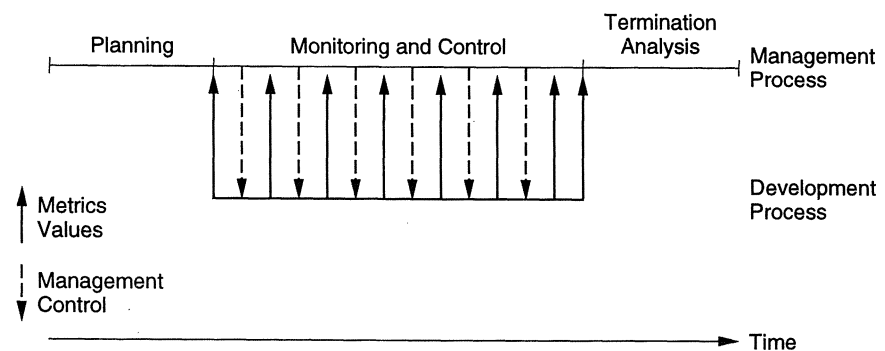 Planning
Monitoring and Control
Termination
Analysis
Management
Process
Development
Process
Metrics
Values
Management
Control
Time